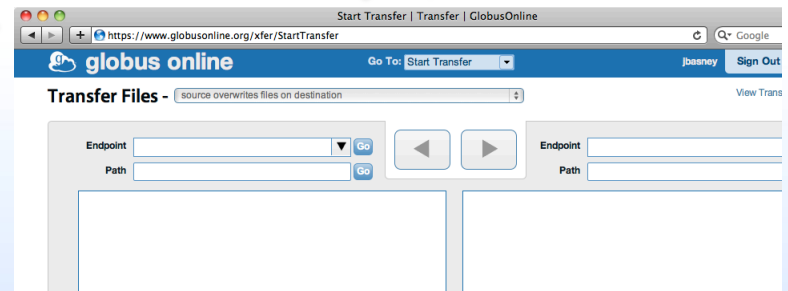 Start Transfer | Transfer | GlobusOnline
https://www.globusonline.org/xfer/StartTransfer
Google
globus online
Go To: Start Transfer
jbasney
Sign Out
Transfer Files - source overwrites files on destination
View Trans
Endpoint
Go
Endpoint
Path
Go
Path